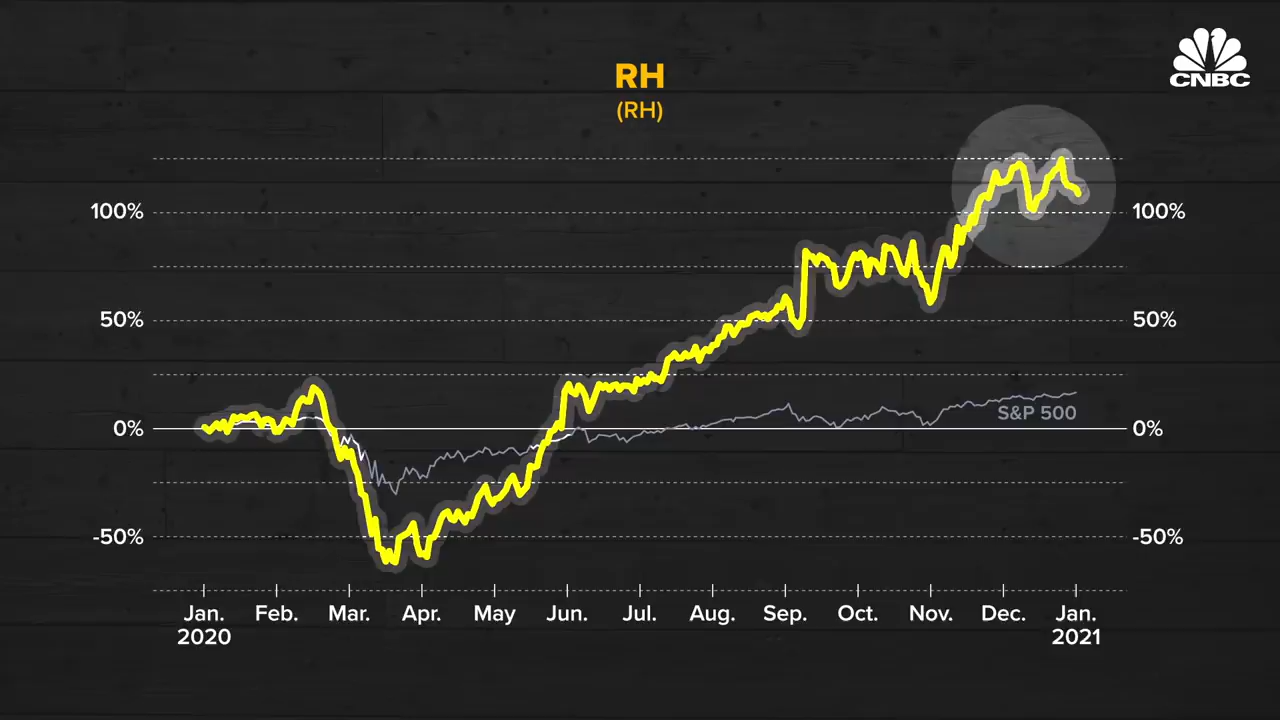 CNBC
RH
(RH)
100% 100%
50% 50%
S&P 500
0% 0%
-50% -50%
Jan. Feb. Mar. Apr. May Jun. Jul. Aug. Sep. Oct. Nov. Dec. Jan.
2020 2021